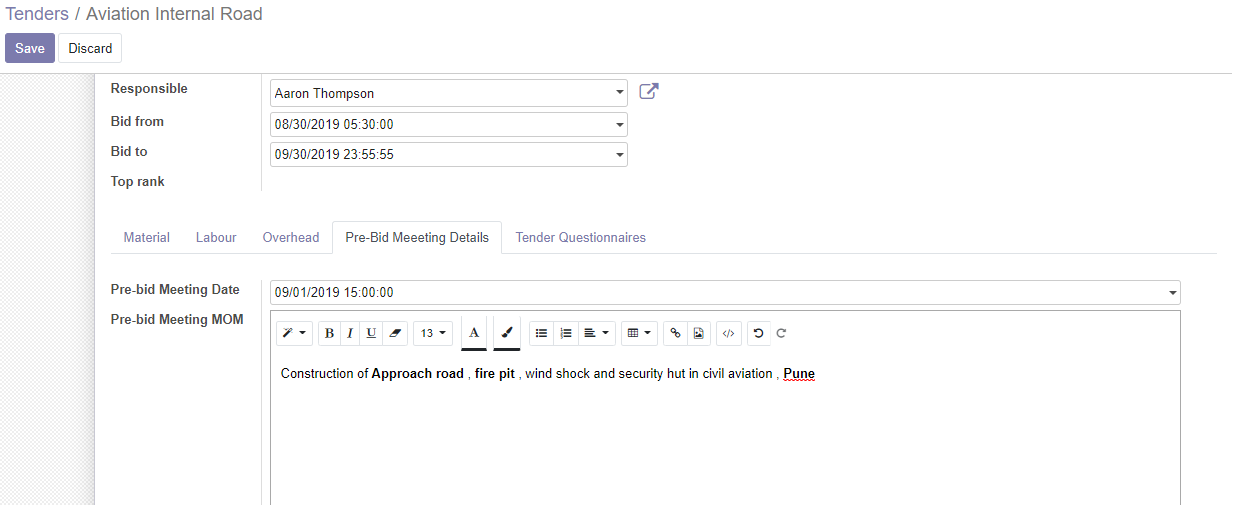 Tenders / Aviation Internal Road
Save Discard
Responsible Aaron Thompson
Bid from 08/30/2019 05:30:00
Bid to 09/30/2019 23:55:55
Top rank
Material Labour Overhead Pre-Bid Meeeting Details Tender Questionnaires
Pre-bid Meeting Date 09/01/2019 15:00:00
Pre-bid Meeting MOM
B I U 13 A </>
Construction of Approach road , fire pit , wind shock and security hut in civil aviation , Pune